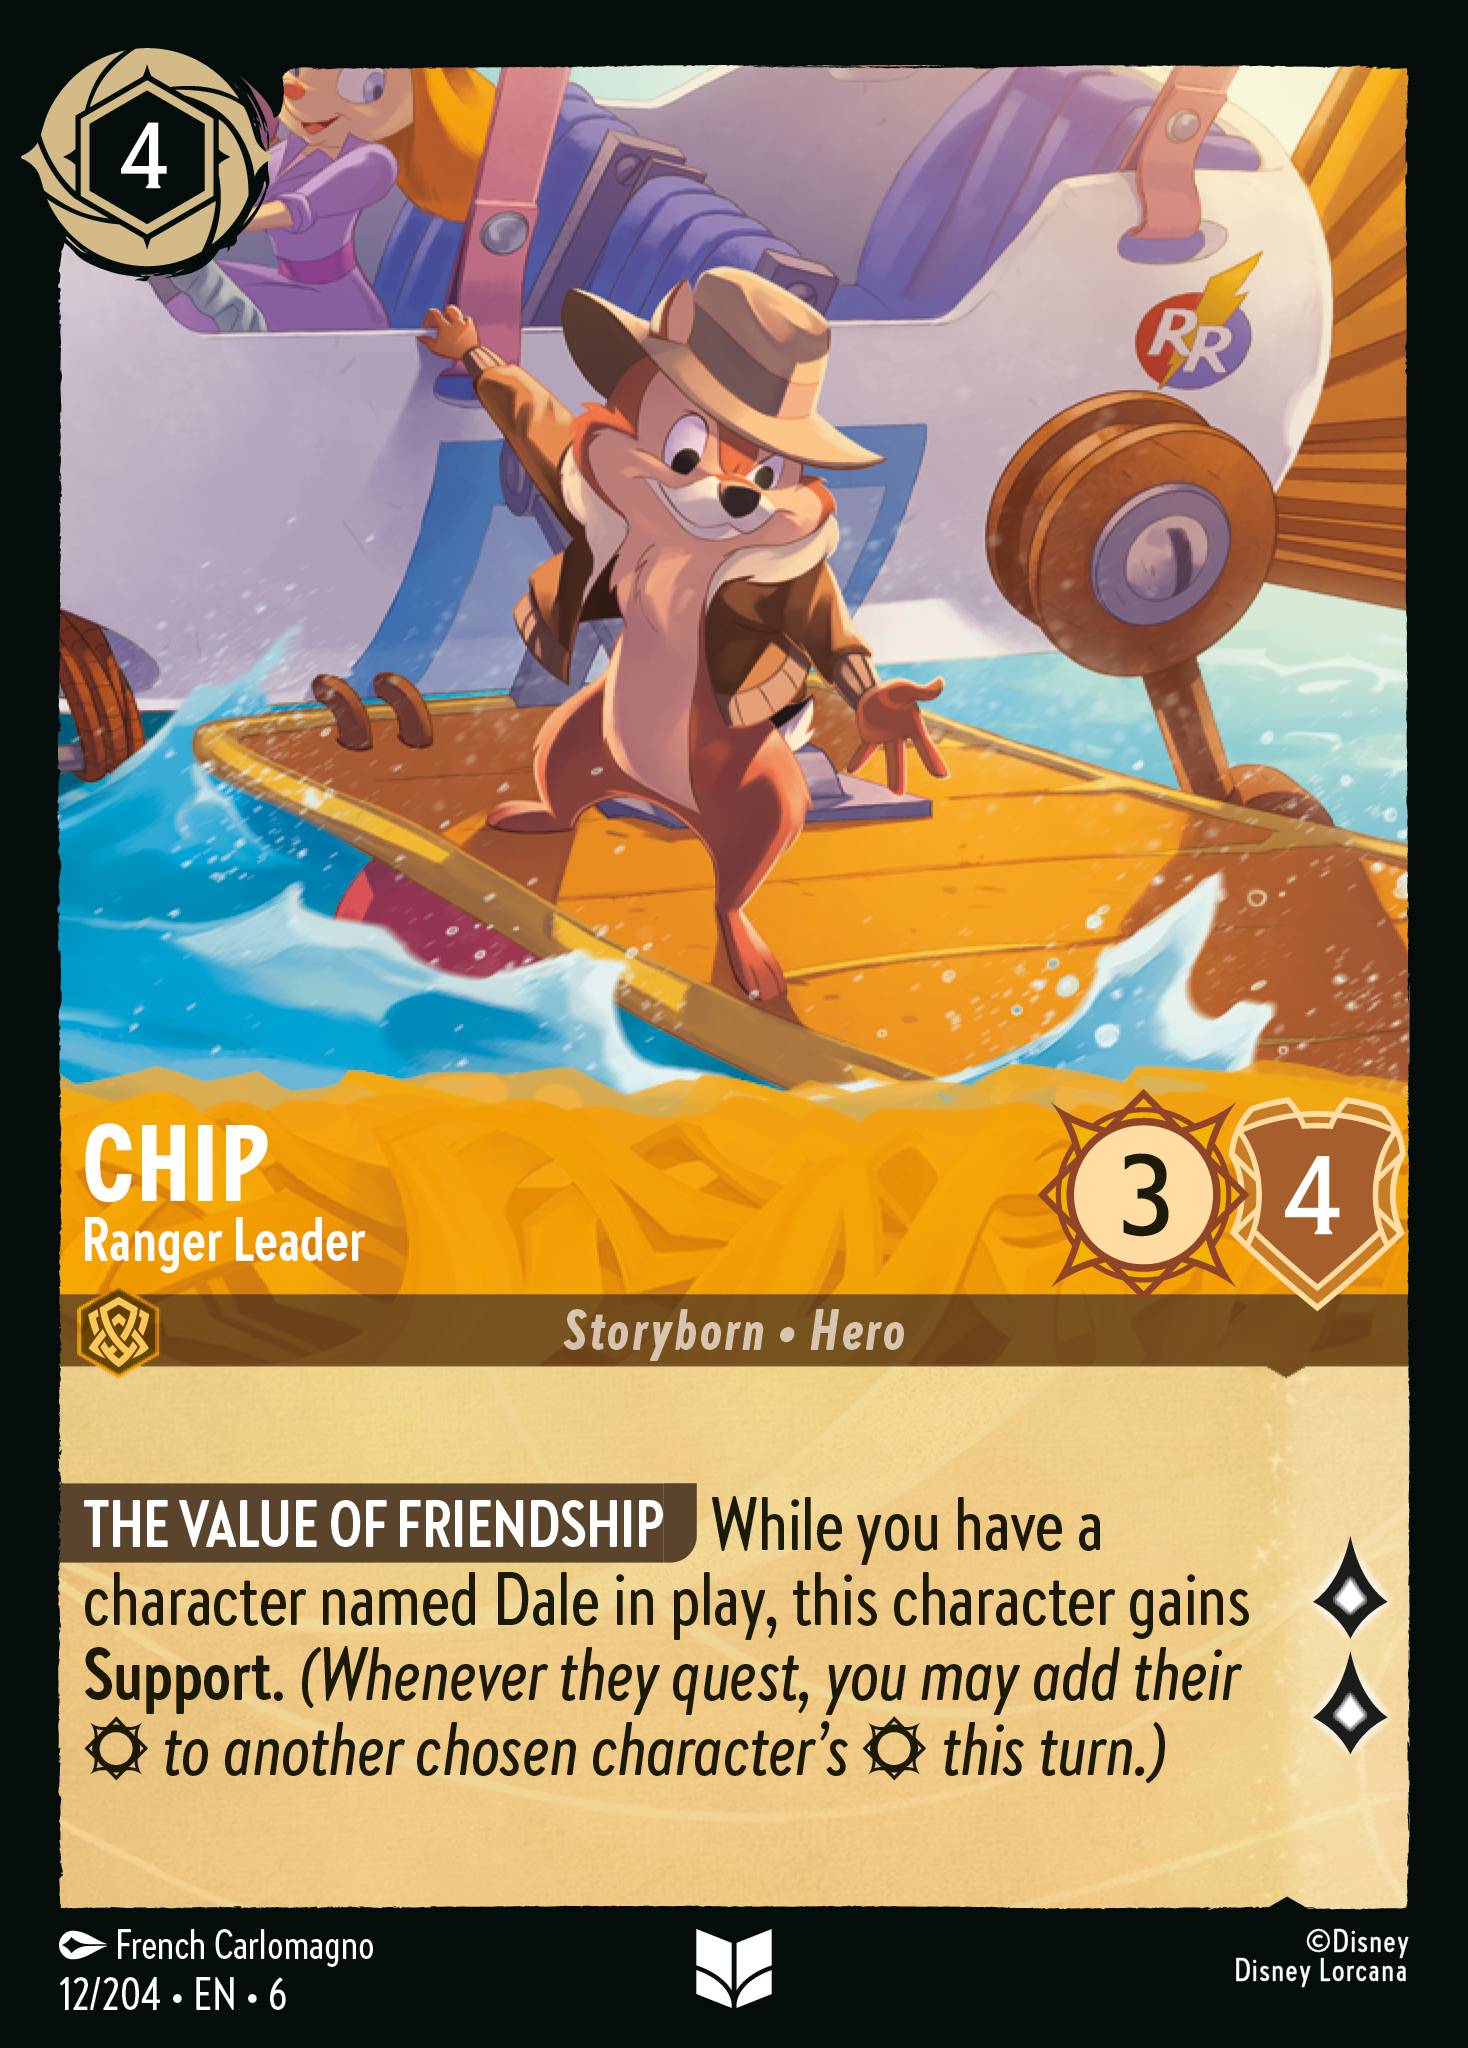 4
RR
CHIP
Ranger Leader
3
4
Storyborn • Hero
THE VALUE OF FRIENDSHIP While you have a
character named Dale in play, this character gains
Support. (Whenever they quest, you may add their
to another chosen character's this turn.)
French Carlomagno
12/204 • EN • 6
©Disney
Disney Lorcana